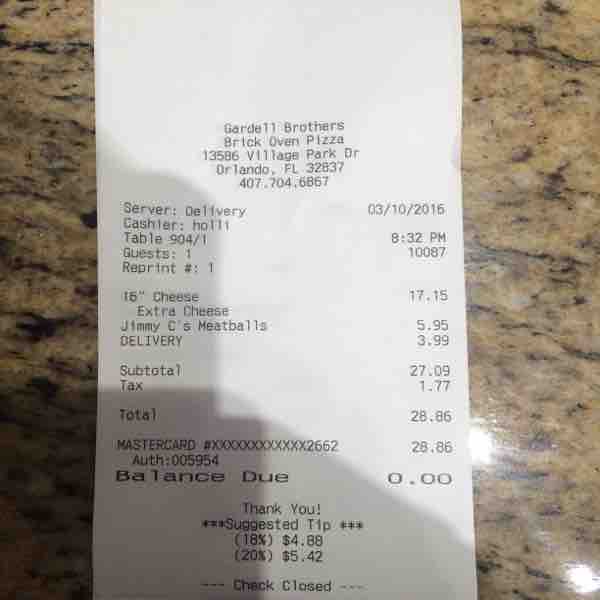 Gardell Brothers
Brick Oven Pizza
13586 Village Park Dr
Orlando, FL 32837
407.704.6867
Server: Delivery 03/10/2016
Cashier: holli
Table 904/1 8:32 PM
Guests: 1 10087
Reprint #: 1
16" Cheese 17.15
Extra Cheese
Jimmy C's Meatballs 5.95
DELIVERY 3.99
Subtotal 27.09
Tax 1.77
Total 28.86
MASTERCARD #XXXXXXXXXXXX2662 28.86
Auth:005954
Balance Due 0.00
Thank You!
***Suggested Tip ***
(18%) $4.88
(20%) $5.42
--- Check Closed ---